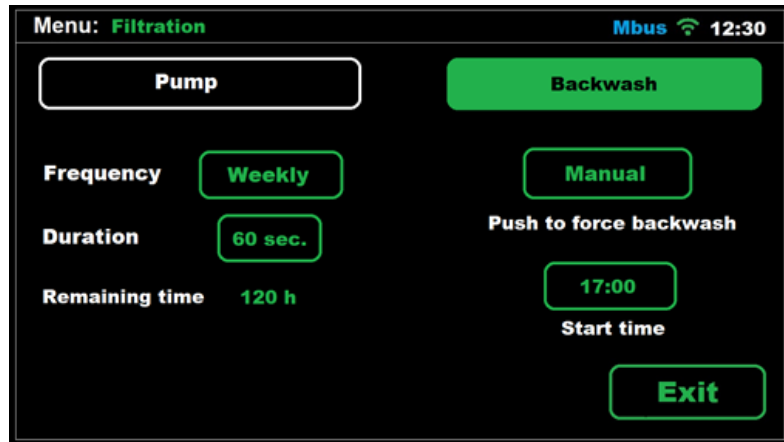 Menu: Filtration Mbus 12:30
Pump
Backwash
Frequency Weekly
Manual
Push to force backwash
Duration 60 sec.
Remaining time 120 h
17:00
Start time
Exit